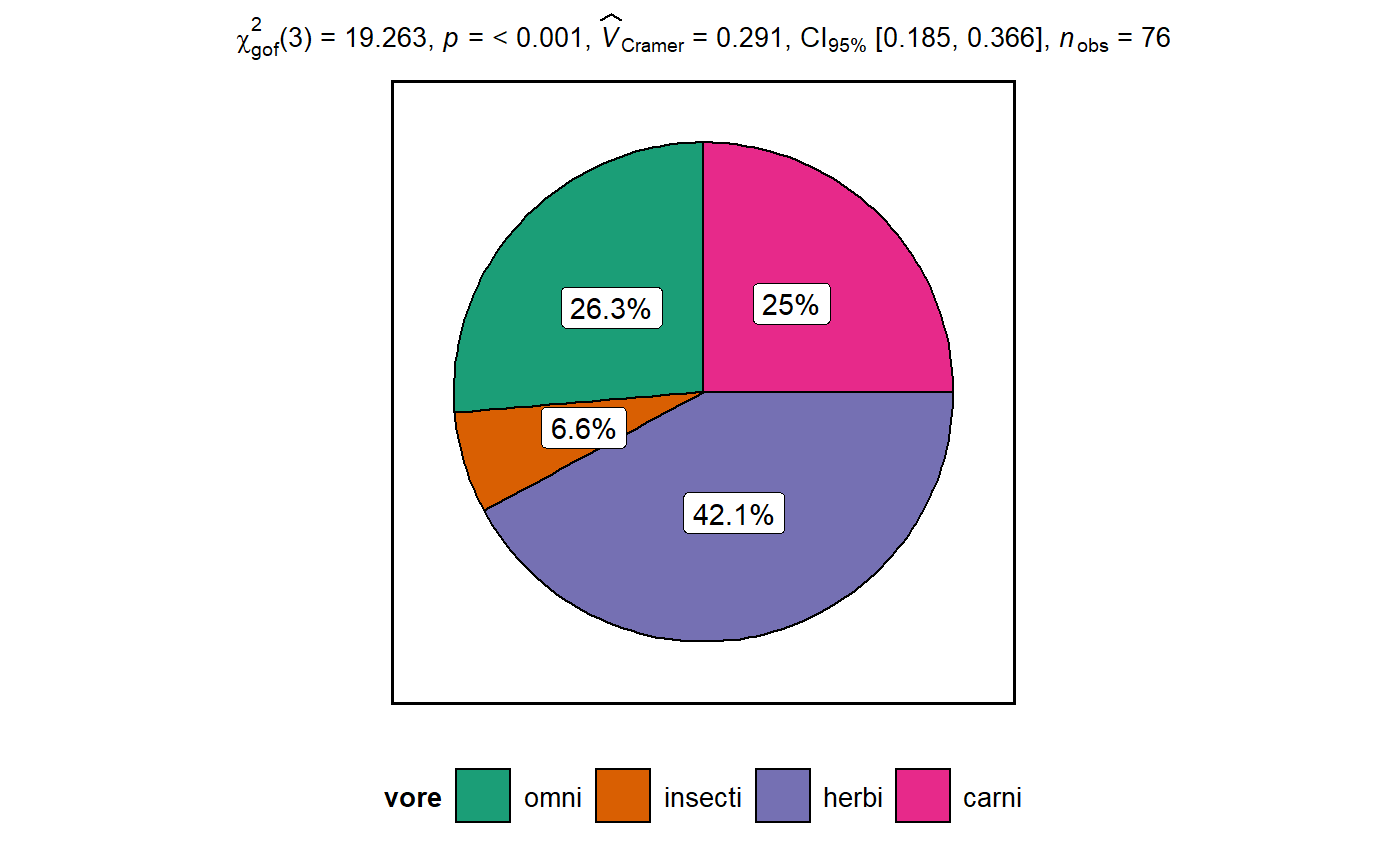 χ²gof(3) = 19.263, p = < 0.001, V̂Cramer = 0.291, CI95% [0.185, 0.366], nobs = 76
26.3%
25%
6.6%
42.1%
vore omni insecti herbi carni